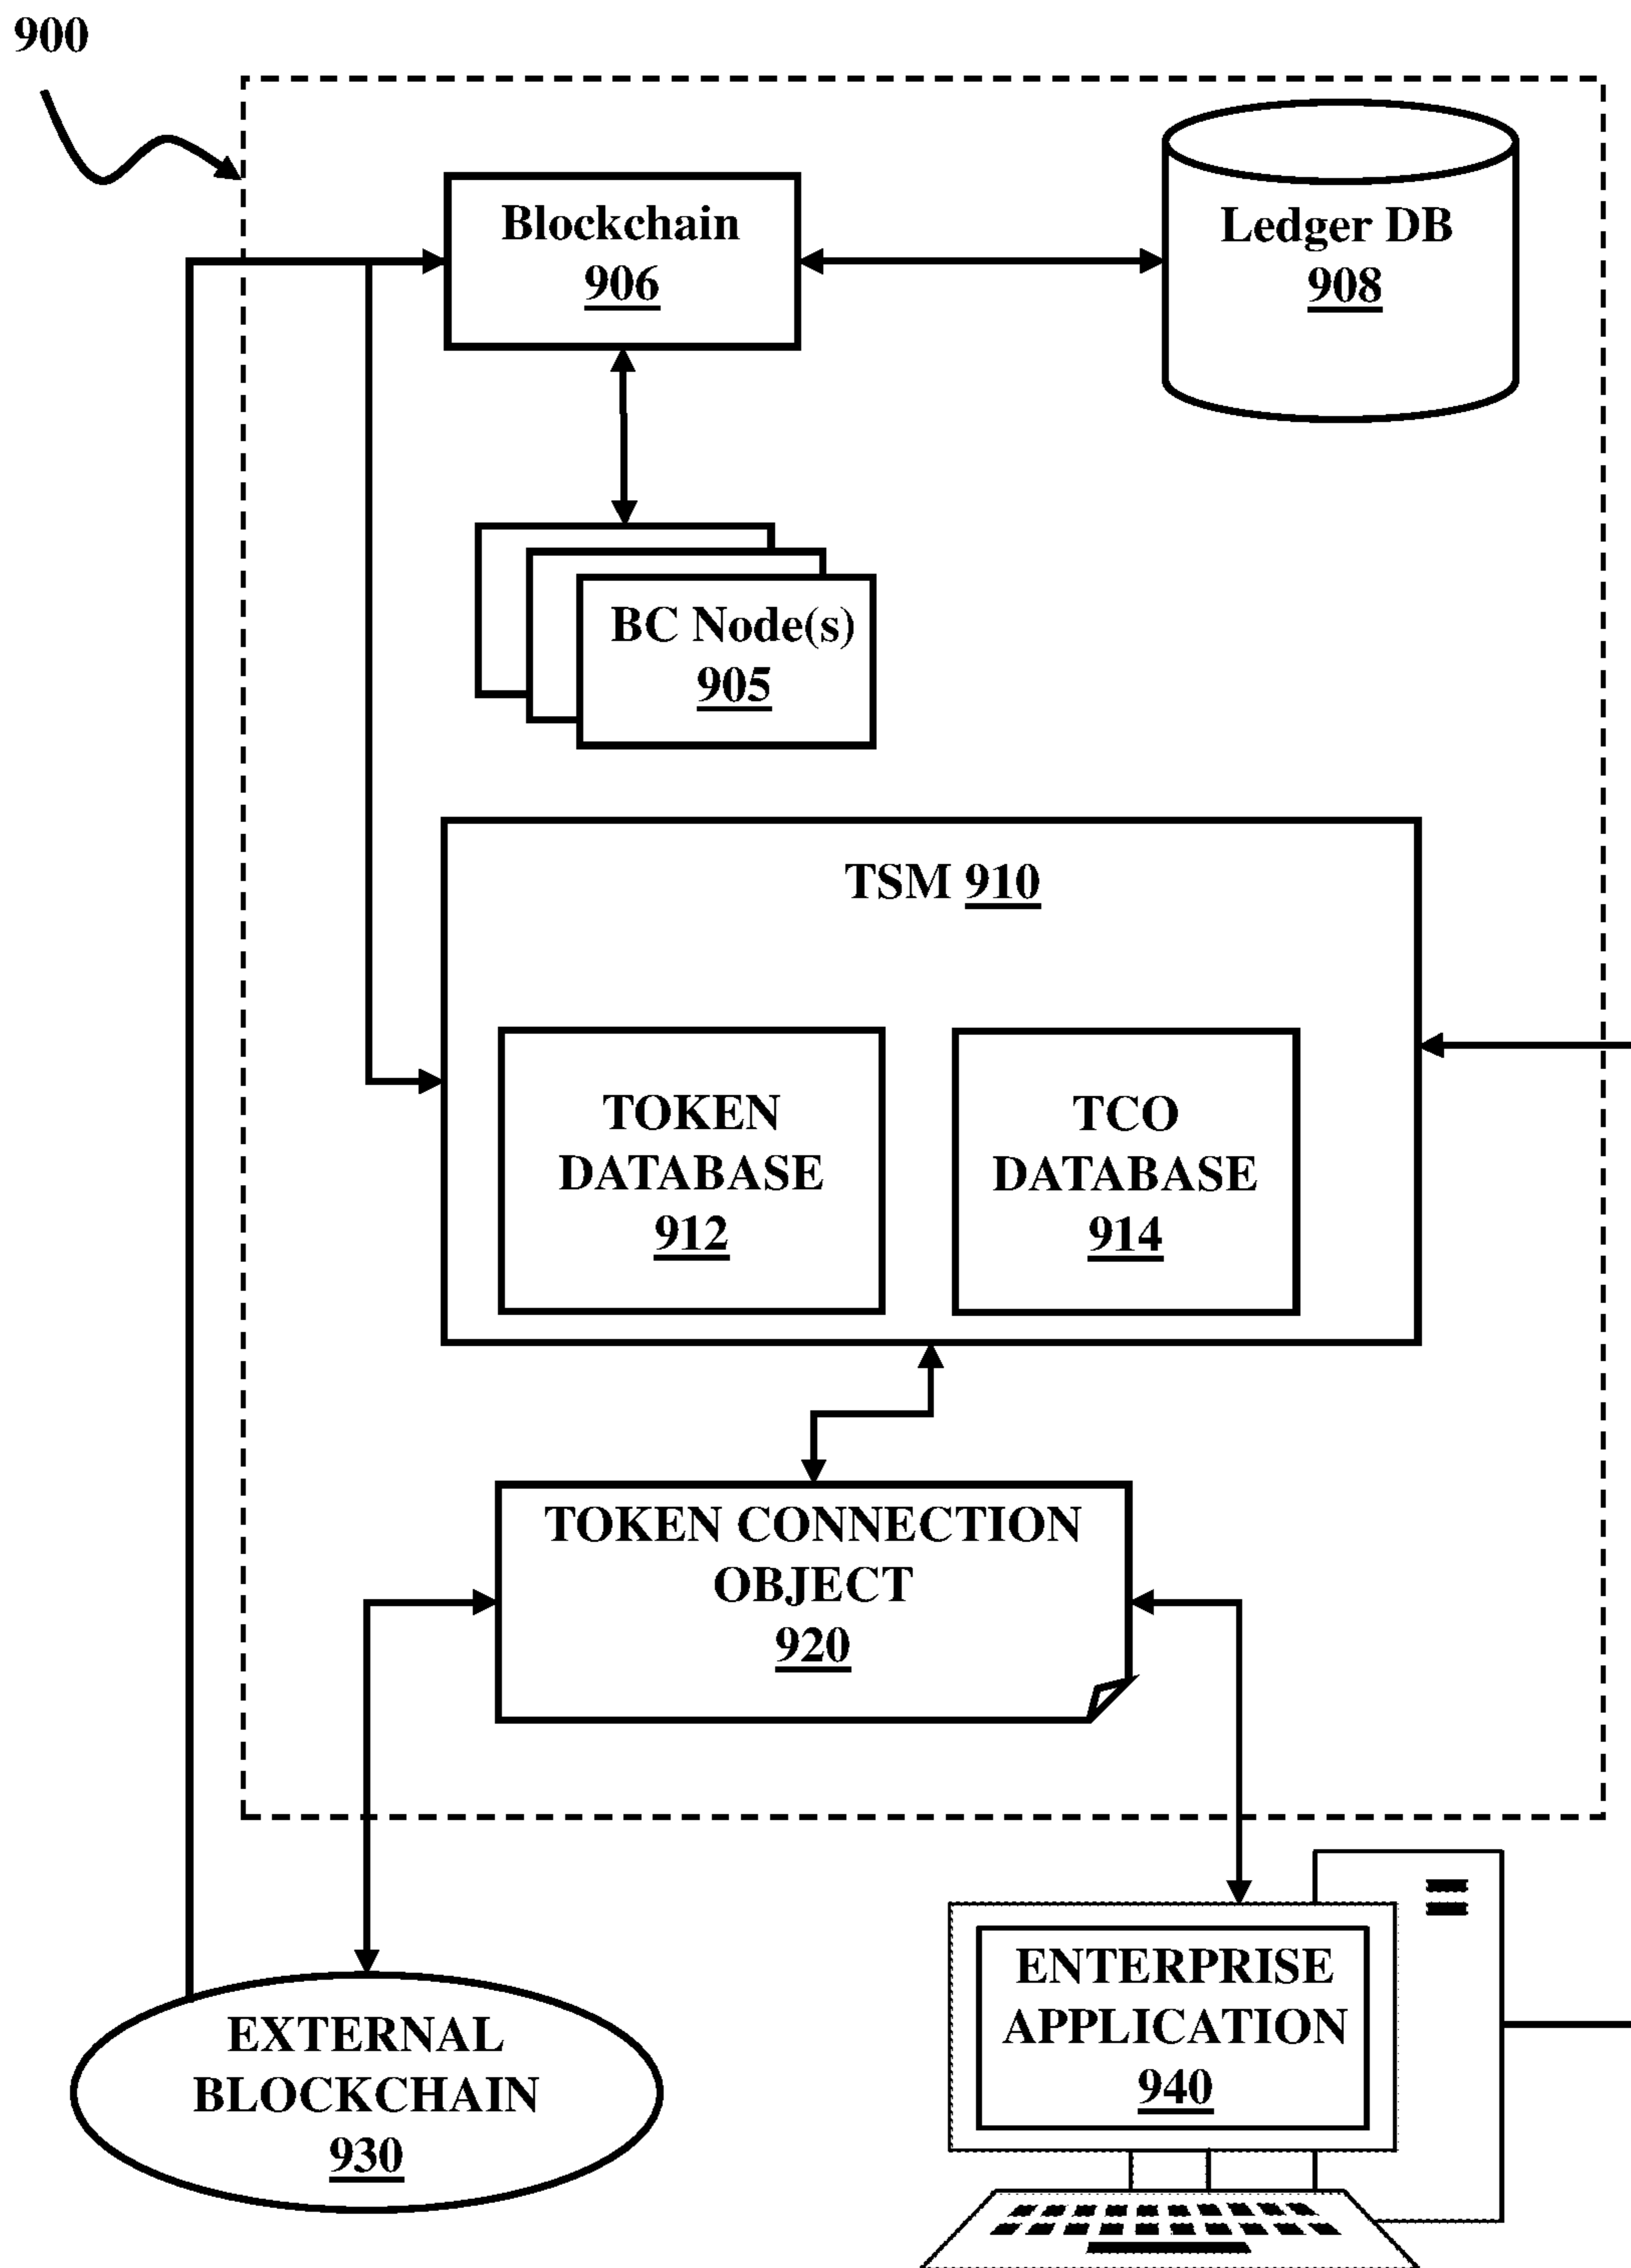 900
Blockchain
906
Ledger DB
908
BC Node(s)
905
TSM 910
TOKEN
DATABASE
912
TCO
DATABASE
914
TOKEN CONNECTION
OBJECT
920
EXTERNAL
BLOCKCHAIN
930
ENTERPRISE
APPLICATION
940